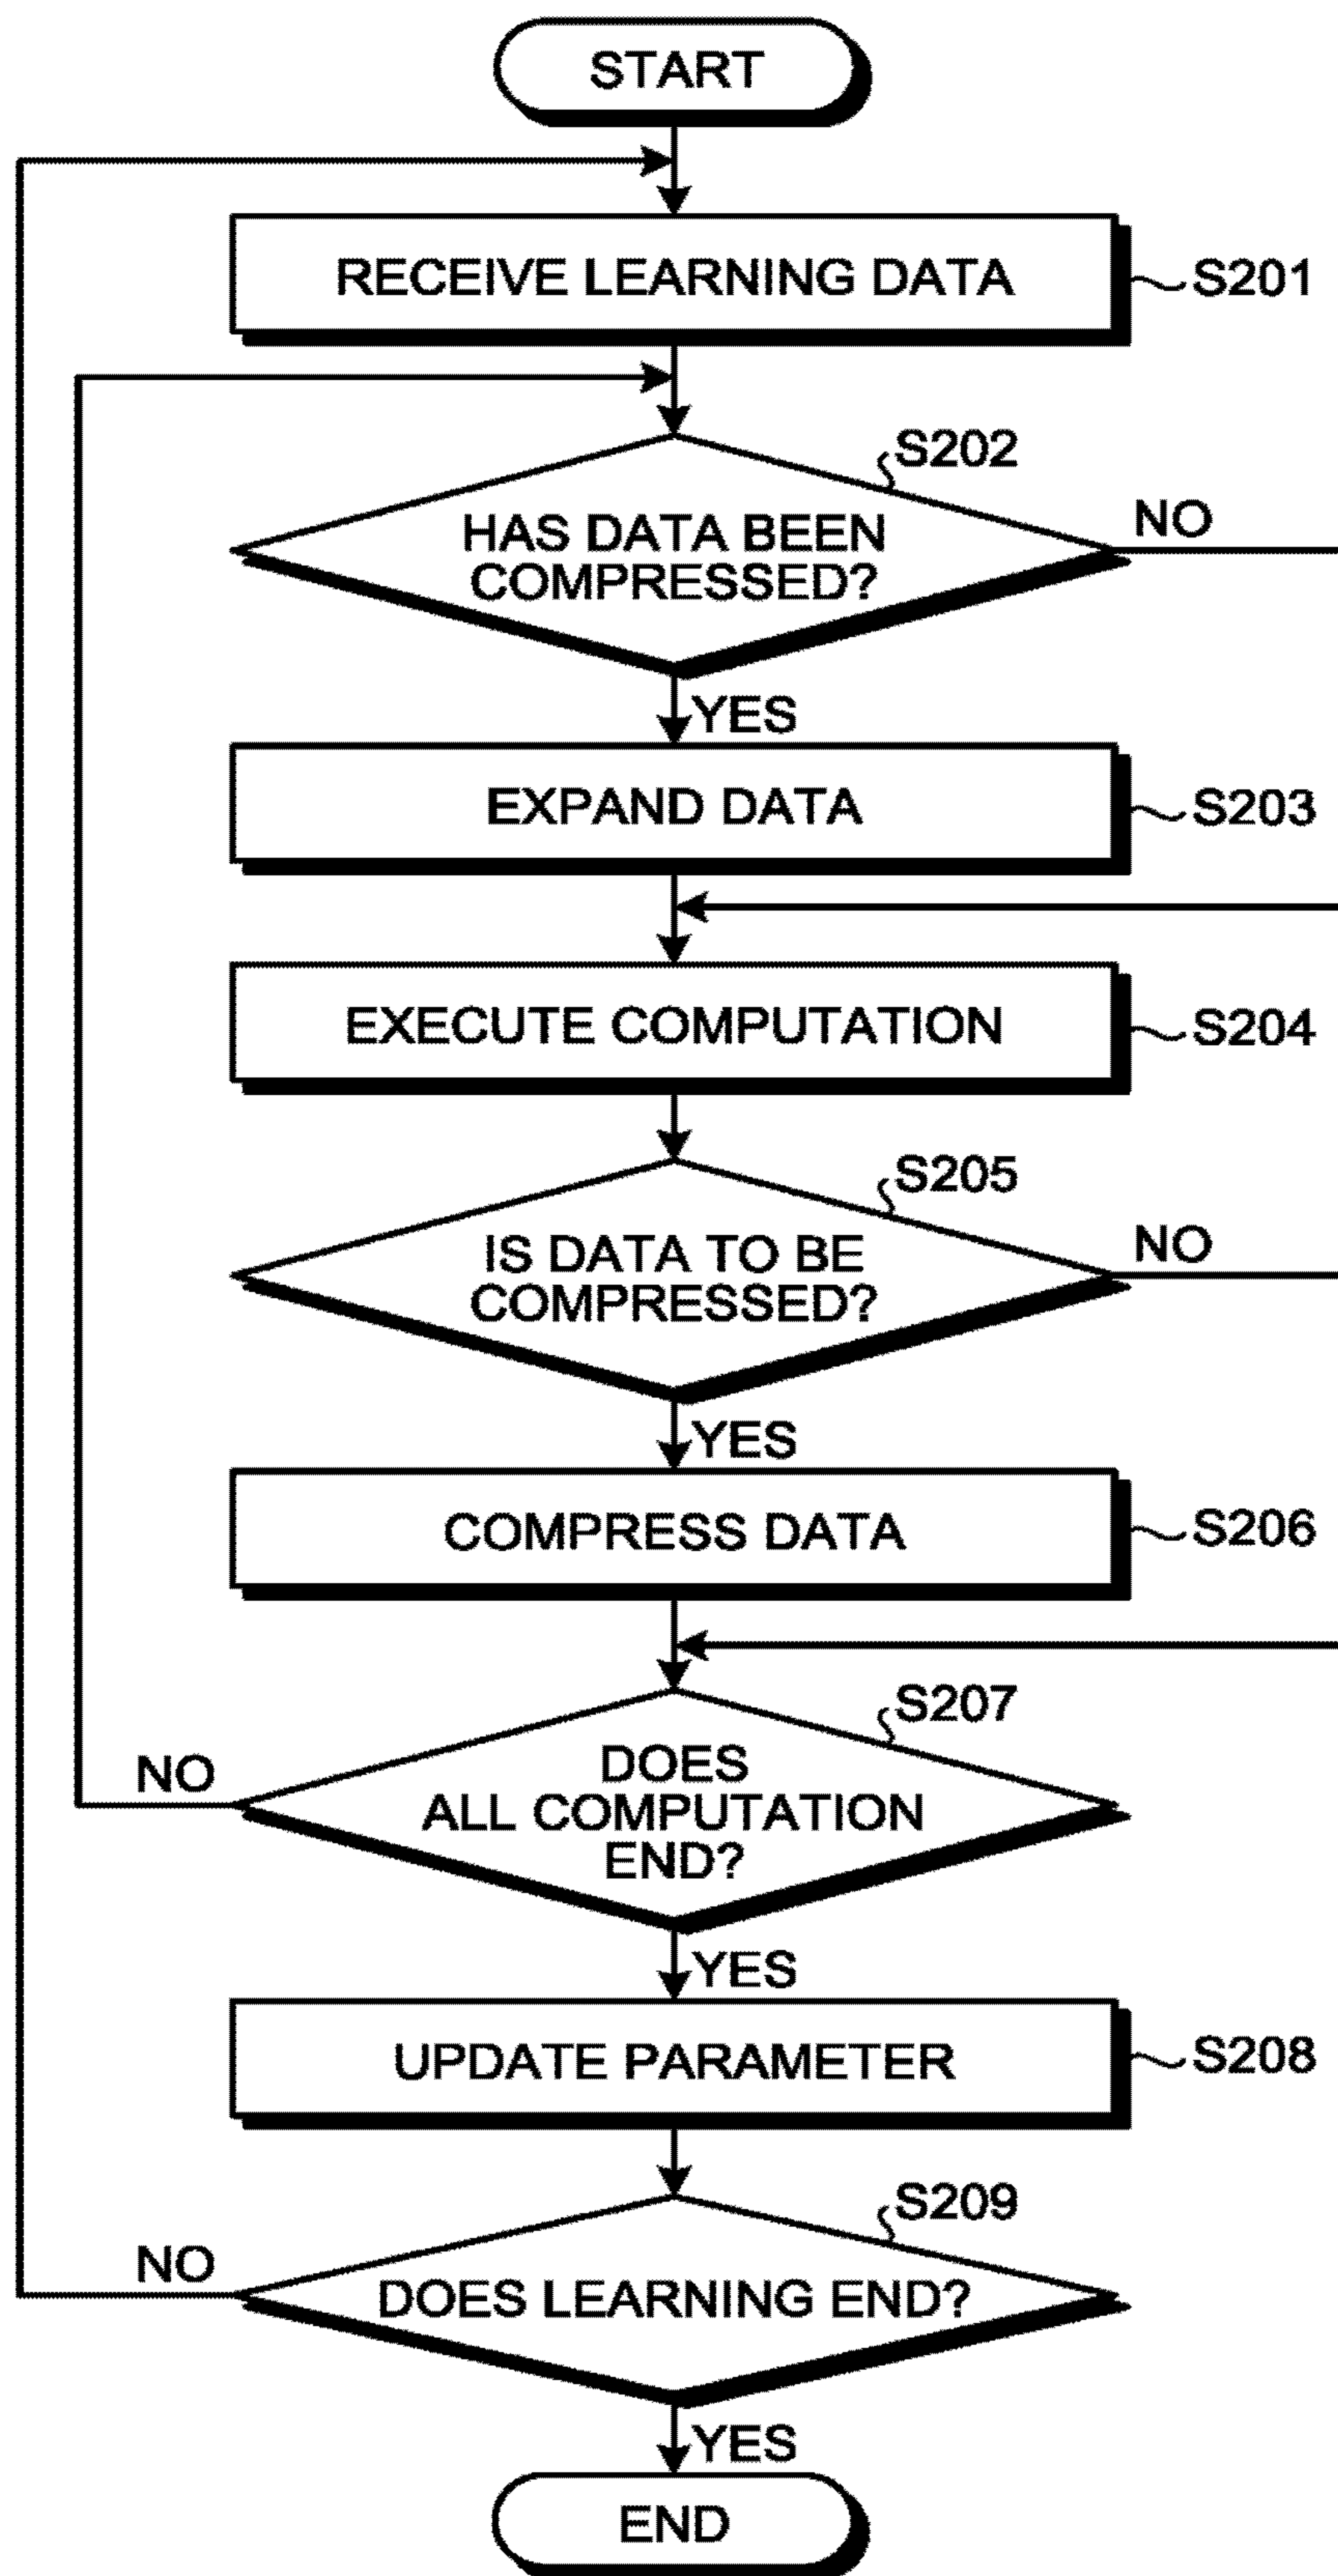 START
RECEIVE LEARNING DATA
S201
S202
HAS DATA BEEN
COMPRESSED?
NO
YES
EXPAND DATA
S203
EXECUTE COMPUTATION
S204
S205
IS DATA TO BE
COMPRESSED?
NO
YES
COMPRESS DATA
S206
S207
DOES
ALL COMPUTATION
END?
NO
YES
UPDATE PARAMETER
S208
S209
DOES LEARNING END?
NO
YES
END